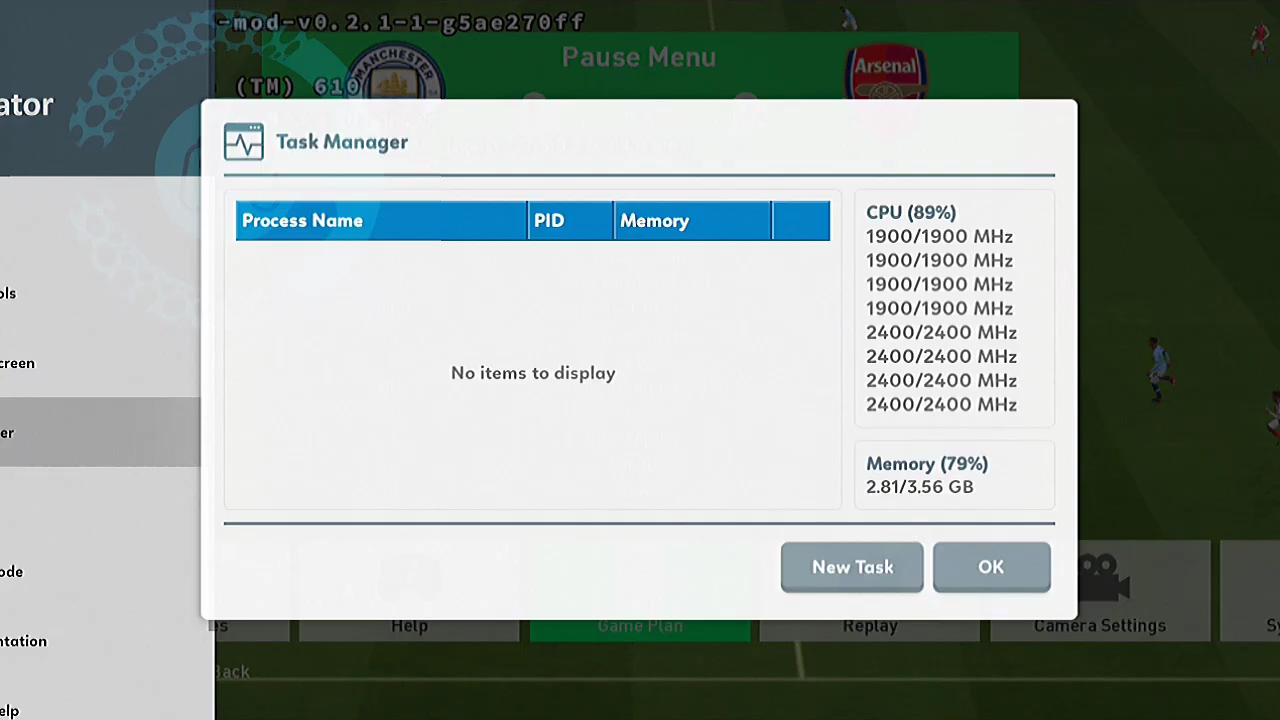 -mod-v0.2.1-1-g5ae270ff
Pause Menu
MANCHESTER
Arsenal
(TM) 610
ator
Task Manager
Process Name PID Memory
No items to display
CPU (89%)
1900/1900 MHz
1900/1900 MHz
1900/1900 MHz
1900/1900 MHz
2400/2400 MHz
2400/2400 MHz
2400/2400 MHz
2400/2400 MHz
Memory (79%)
2.81/3.56 GB
New Task OK
ols
creen
er
ode
ntation
elp
Help
Game Plan
Replay
Camera Settings
Back